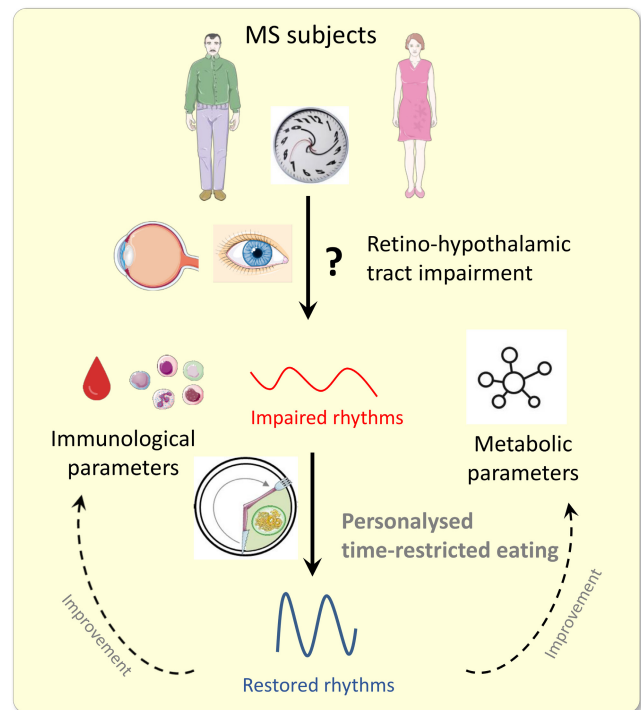 MS subjects
?
Retino-hypothalamic
tract impairment
Impaired rhythms
Immunological
parameters
Metabolic
parameters
Personalysed
time-restricted eating
Improvement
Improvement
Restored rhythms